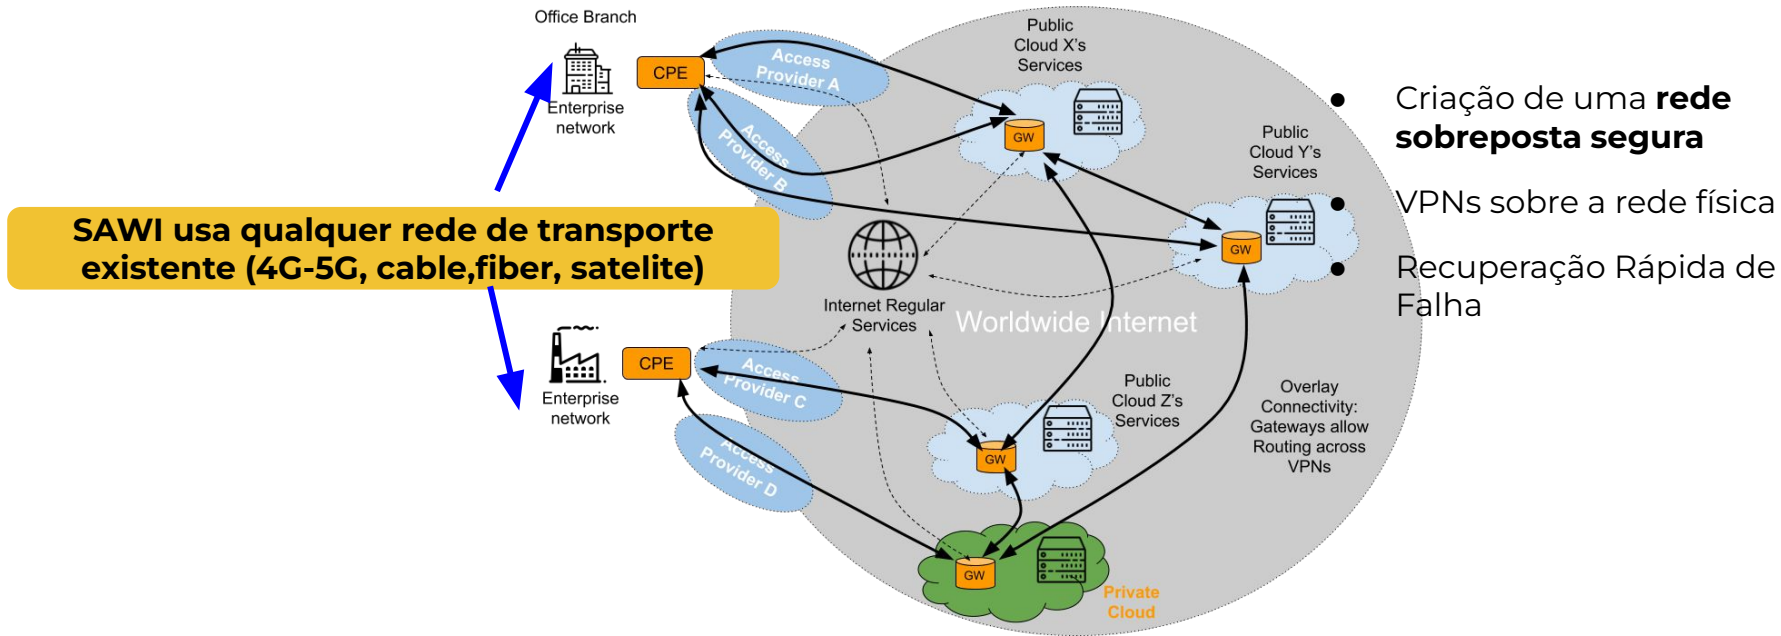 Office Branch
CPE
Enterprise
network
Access
Provider A
Access
Provider B
Public
Cloud X's
Services
GW
Public
Cloud Y's
Services
GW
SAWI usa qualquer rede de transporte
existente (4G-5G, cable,fiber, satelite)
Internet Regular
Services
Worldwide Internet
CPE
Enterprise
network
Access
Provider C
Access
Provider D
Public
Cloud Z's
Services
GW
Overlay
Connectivity:
Gateways allow
Routing across
VPNs
GW
Private
Cloud
● Criação de uma rede
sobreposta segura
● VPNs sobre a rede física
● Recuperação Rápida de
Falha